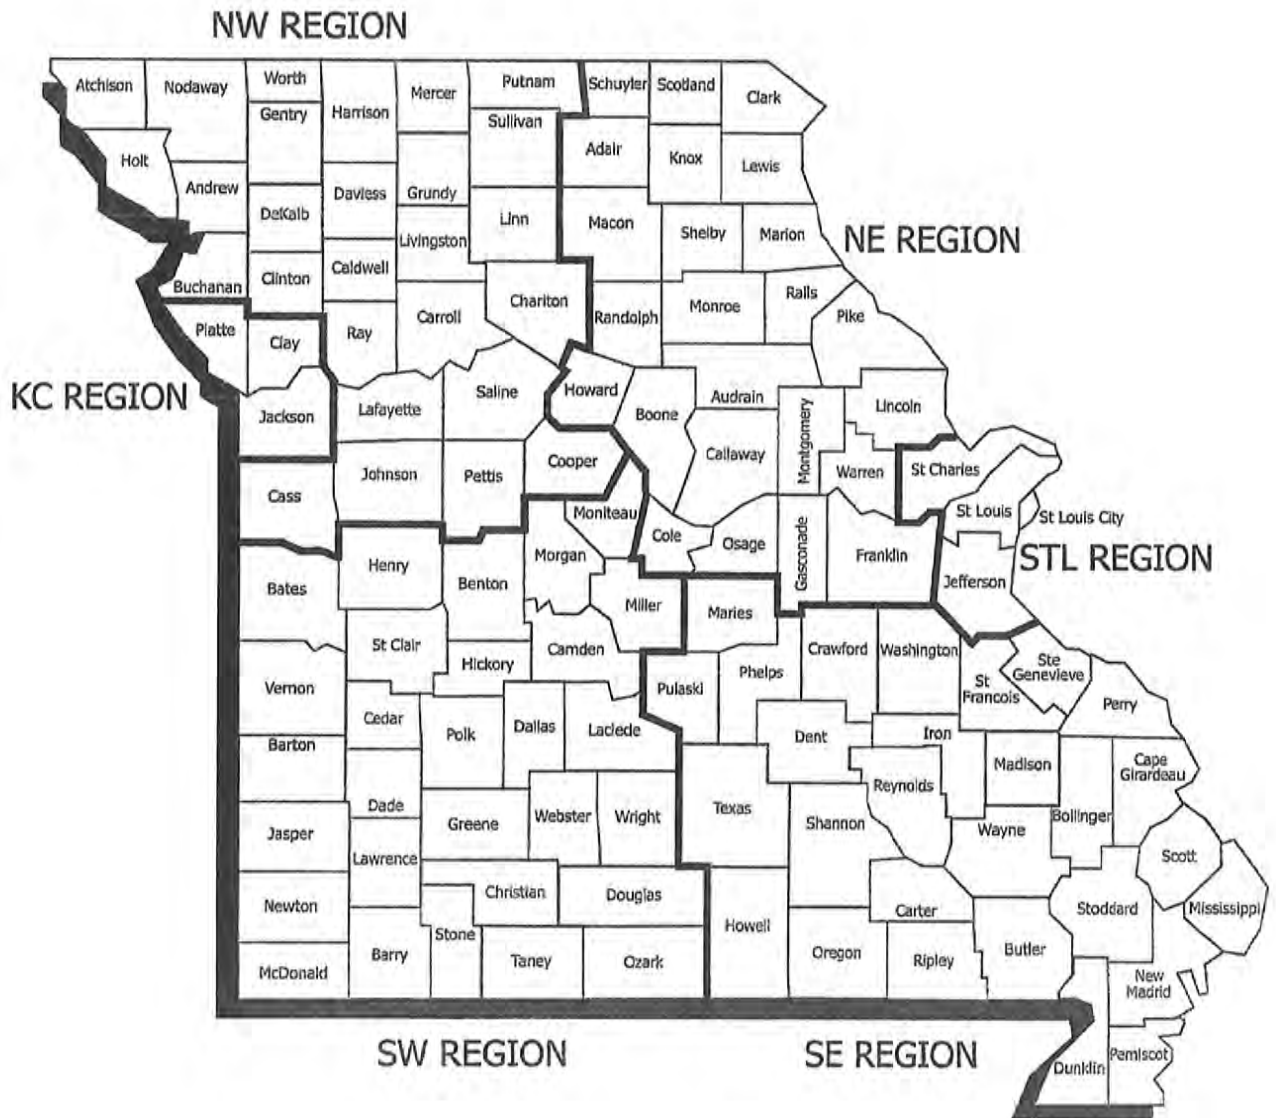 NW REGION
Atchison
Nodaway
Worth
Gentry
Harrison
Mercer
Putnam
Sullivan
Schuyler
Scotland
Clark
Holt
Andrew
DeKalb
Daviess
Grundy
Linn
Adair
Knox
Lewis
Macon
Shelby
Marion
NE REGION
Buchanan
Clinton
Caldwell
Livingston
Chariton
Randolph
Monroe
Ralls
Pike
Platte
Clay
Ray
Carroll
KC REGION
Jackson
Lafayette
Saline
Howard
Boone
Audrain
Callaway
Montgomery
Lincoln
Warren
St Charles
St Louis
St Louis City
STL REGION
Cass
Johnson
Pettis
Cooper
Moniteau
Cole
Osage
Gasconade
Franklin
Jefferson
Bates
Henry
Benton
Morgan
Miller
Maries
St Clair
Hickory
Camden
Crawford
Washington
Ste
Genevieve
St
Francois
Perry
Vernon
Cedar
Polk
Dallas
Laclede
Pulaski
Phelps
Dent
Iron
Madison
Cape
Girardeau
Barton
Dade
Reynolds
Bollinger
Jasper
Greene
Webster
Wright
Texas
Shannon
Wayne
Scott
Lawrence
Christian
Douglas
Newton
Howell
Carter
Stoddard
Mississippi
McDonald
Barry
Stone
Taney
Ozark
Oregon
Ripley
Butler
New
Madrid
SW REGION
SE REGION
Dunklin
Pemiscot